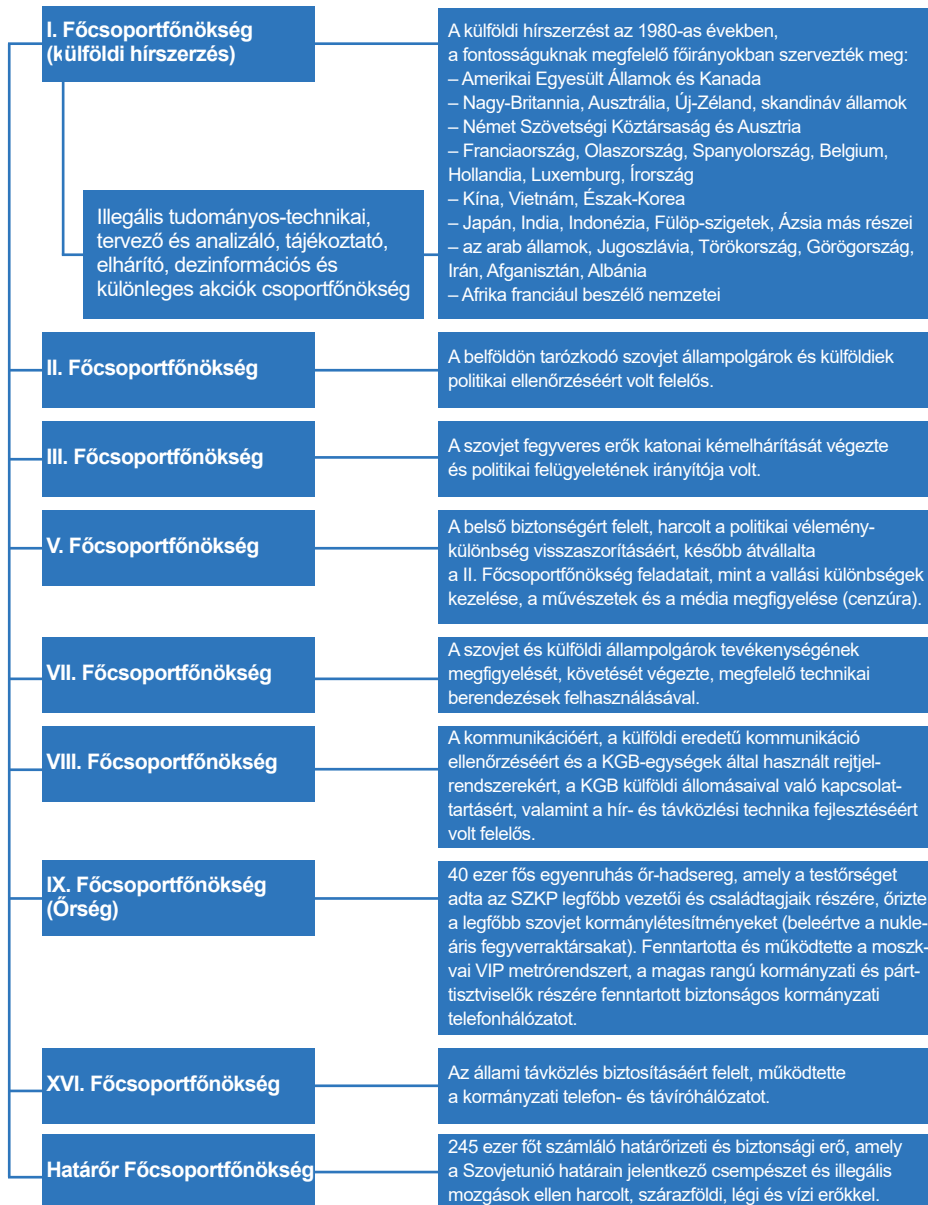 I. Főcsoportfőnökség
(külföldi hírszerzés)
A külföldi hírszerzést az 1980-as években,
a fontosságuknak megfelelő főirányokban szervezték meg:
– Amerikai Egyesült Államok és Kanada
– Nagy-Britannia, Ausztrália, Új-Zéland, skandináv államok
– Német Szövetségi Köztársaság és Ausztria
– Franciaország, Olaszország, Spanyolország, Belgium,
Hollandia, Luxemburg, Írország
– Kína, Vietnám, Észak-Korea
– Japán, India, Indonézia, Fülöp-szigetek, Ázsia más részei
– az arab államok, Jugoszlávia, Törökország, Görögország,
Irán, Afganisztán, Albánia
– Afrika franciául beszélő nemzetei
Illegális tudományos-technikai,
tervező és analizáló, tájékoztató,
elhárító, dezinformációs és
különleges akciók csoportfőnökség
II. Főcsoportfőnökség
A belföldön tarózkodó szovjet állampolgárok és külföldiek
politikai ellenőrzéséért volt felelős.
III. Főcsoportfőnökség
A szovjet fegyveres erők katonai kémelhárítását végezte
és politikai felügyeletének irányítója volt.
V. Főcsoportfőnökség
A belső biztonségért felelt, harcolt a politikai vélemény-
különbség visszaszorításáért, később átvállalta
a II. Főcsoportfőnökség feladatait, mint a vallási különbségek
kezelése, a művészetek és a média megfigyelése (cenzúra).
VII. Főcsoportfőnökség
A szovjet és külföldi állampolgárok tevékenységének
megfigyelését, követését végezte, megfelelő technikai
berendezések felhasználásával.
VIII. Főcsoportfőnökség
A kommunikációért, a külföldi eredetű kommunikáció
ellenőrzéséért és a KGB-egységek által használt rejtjel-
rendszerekért, a KGB külföldi állomásaival való kapcsolat-
tartásért, valamint a hír- és távközlési technika fejlesztéséért
volt felelős.
IX. Főcsoportfőnökség
(Őrség)
40 ezer fős egyenruhás őr-hadsereg, amely a testőrséget
adta az SZKP legfőbb vezetői és családtagjaik részére, őrizte
a legfőbb szovjet kormánylétesítményeket (beleértve a nukle-
áris fegyverraktársakat). Fenntartotta és működtette a moszk-
vai VIP metrórendszert, a magas rangú kormányzati és párt-
tisztviselők részére fenntartott biztonságos kormányzati
telefonhálózatot.
XVI. Főcsoportfőnökség
Az állami távközlés biztosításáért felelt, működtette
a kormányzati telefon- és távíróhálózatot.
Határőr Főcsoportfőnökség
245 ezer főt számláló határőrizeti és biztonsági erő, amely
a Szovjetunió határain jelentkező csempészet és illegális
mozgások ellen harcolt, szárazföldi, légi és vízi erőkkel.